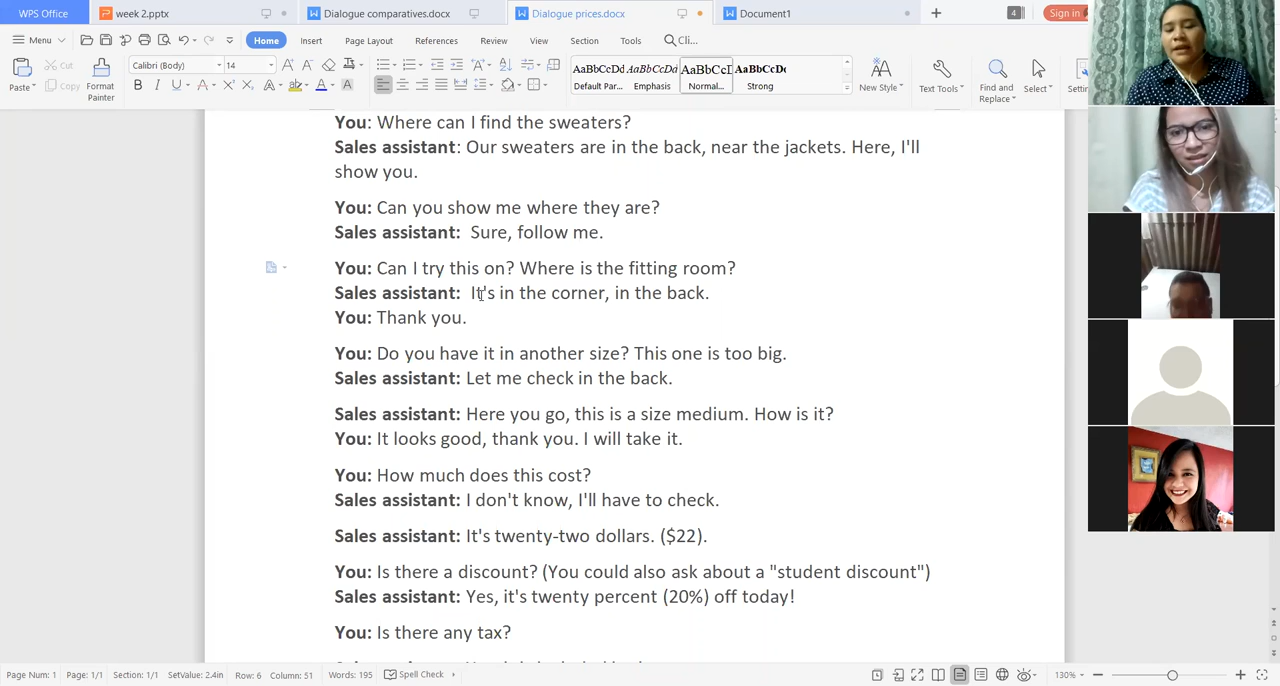 WPS Office week 2.pptx Dialogue comparatives.docx Dialogue prices.docx Document1 + 4 Sign in
Menu Home Insert Page Layout References Review View Section Tools Cli...
Paste Cut Copy Format Painter Calibri (Body) 14 AaBbCcDd AaBbCcDd AaBbCcI AaBbCcDc Default Par... Emphasis Normal... Strong New Style Text Tools Find and Replace Select Setti
You: Where can I find the sweaters?
Sales assistant: Our sweaters are in the back, near the jackets. Here, I'll
show you.
You: Can you show me where they are?
Sales assistant: Sure, follow me.
You: Can I try this on? Where is the fitting room?
Sales assistant: It's in the corner, in the back.
You: Thank you.
You: Do you have it in another size? This one is too big.
Sales assistant: Let me check in the back.
Sales assistant: Here you go, this is a size medium. How is it?
You: It looks good, thank you. I will take it.
You: How much does this cost?
Sales assistant: I don't know, I'll have to check.
Sales assistant: It's twenty-two dollars. ($22).
You: Is there a discount? (You could also ask about a "student discount")
Sales assistant: Yes, it's twenty percent (20%) off today!
You: Is there any tax?
Page Num: 1 Page: 1/1 Section: 1/1 SetValue: 2.4in Row: 6 Column: 51 Words: 195 Spell Check 130%